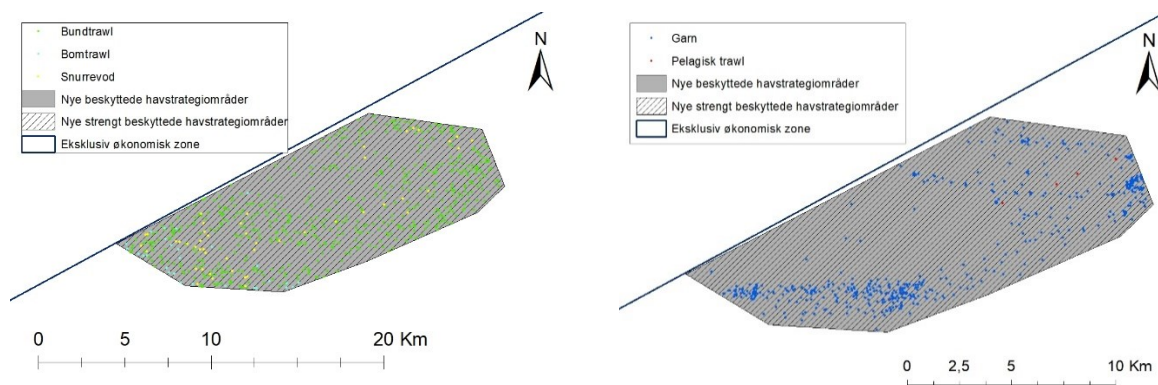 Bundtrawl
Bomtrawl
Snurrevod
Nye beskyttede havstrategiområder
Nye strengt beskyttede havstrategiområder
Eksklusiv økonomisk zone
N
0 5 10 20 Km
Garn
Pelagisk trawl
Nye beskyttede havstrategiområder
Nye strengt beskyttede havstrategiområder
Eksklusiv økonomisk zone
N
0 2,5 5 10 Km